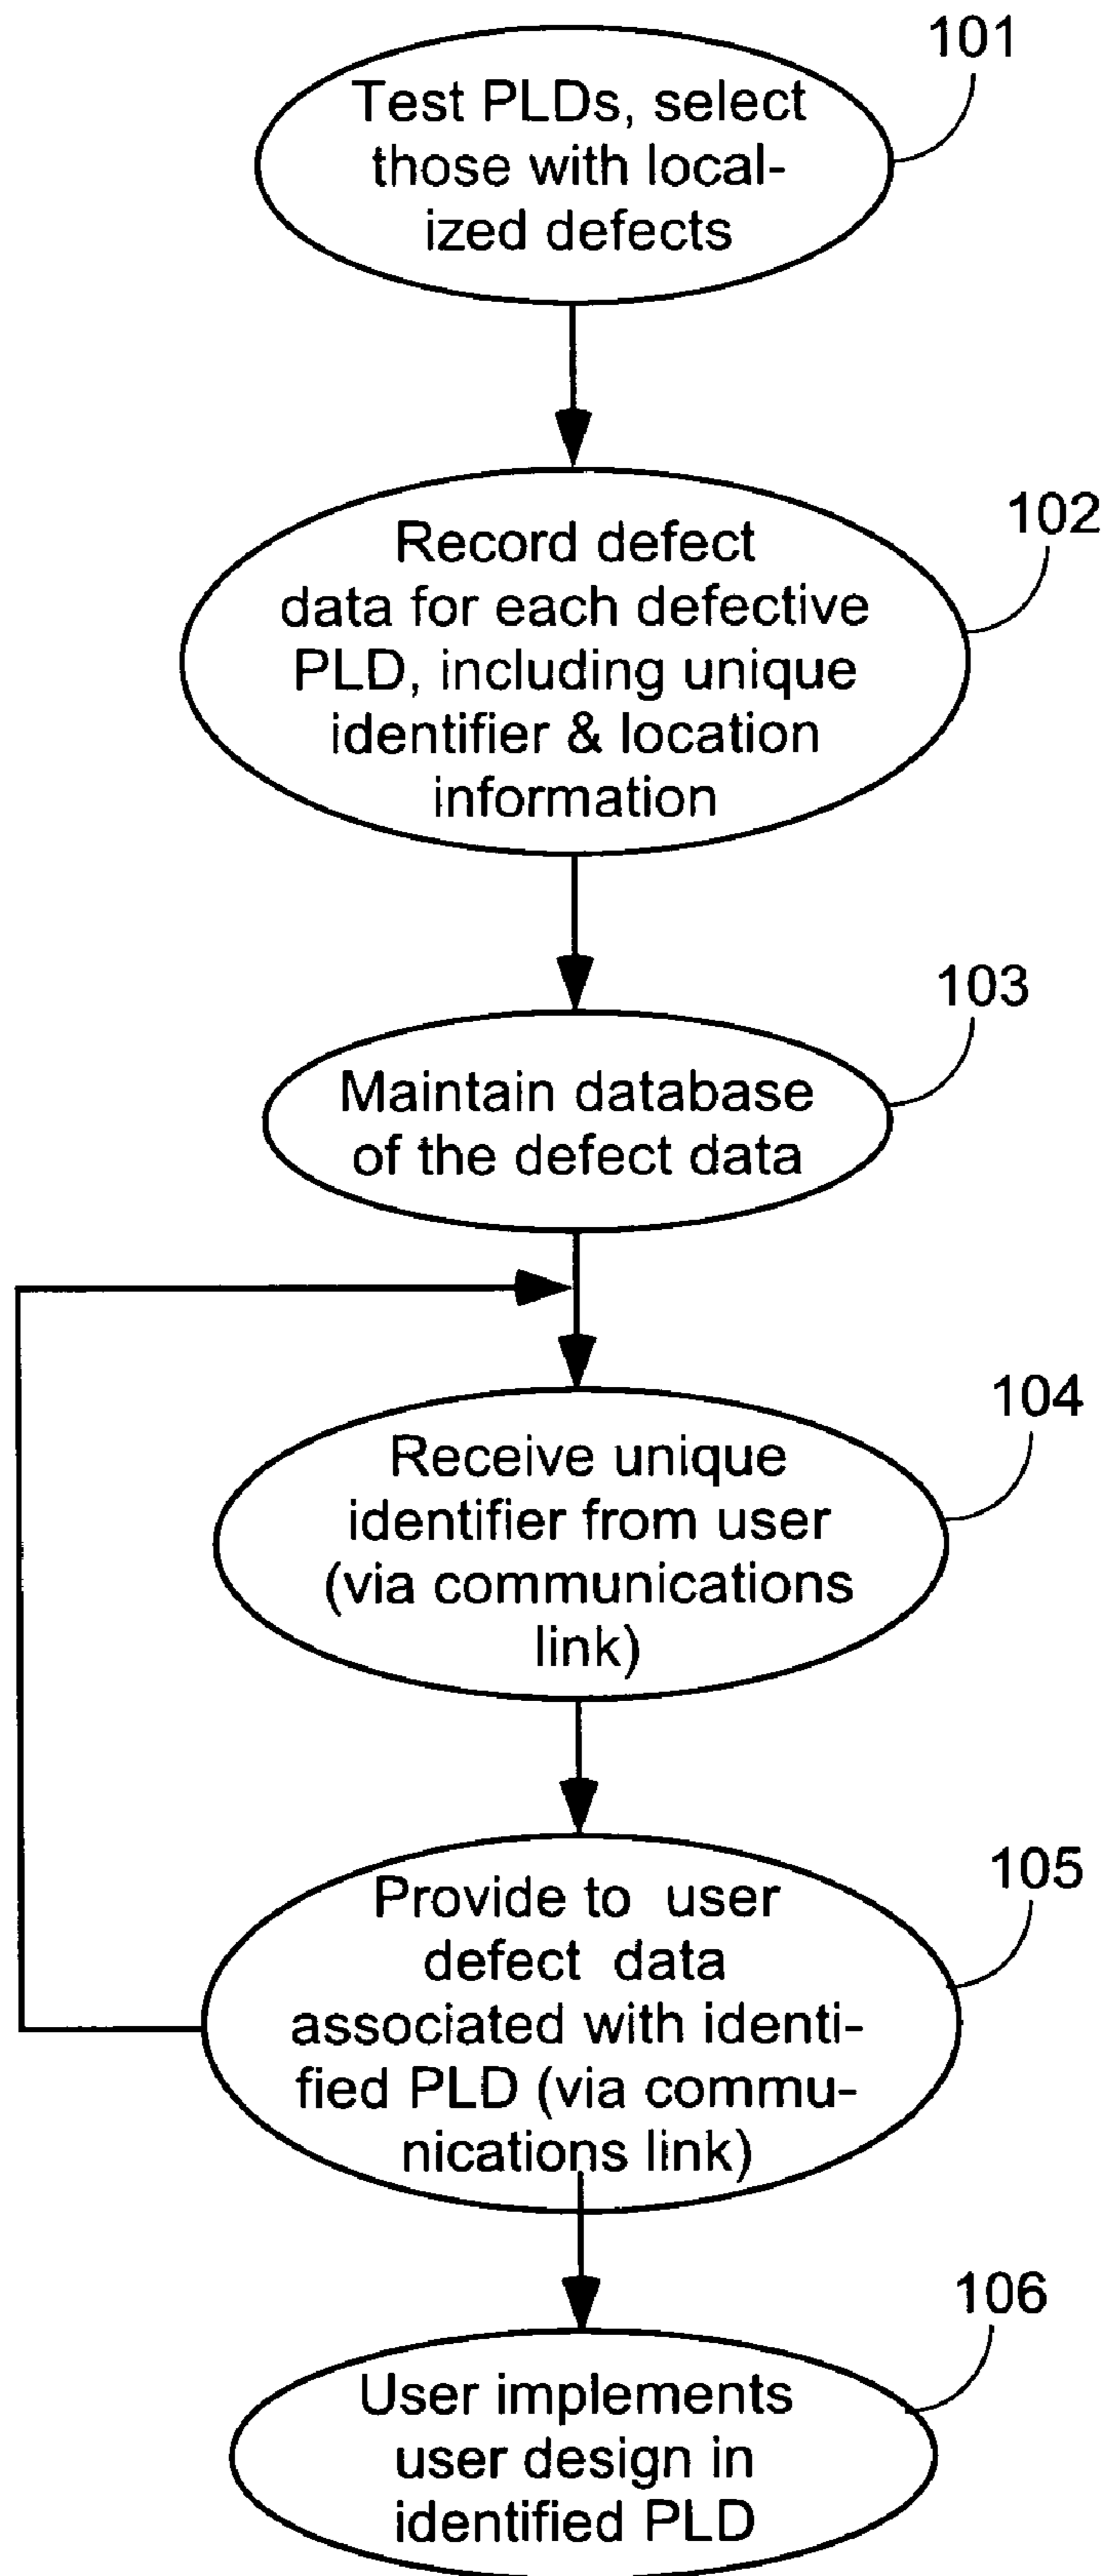 101
Test PLDs, select
those with local-
ized defects
102
Record defect
data for each defective
PLD, including unique
identifier & location
information
103
Maintain database
of the defect data
104
Receive unique
identifier from user
(via communications
link)
105
Provide to user
defect data
associated with identi-
fied PLD (via commu-
nications link)
106
User implements
user design in
identified PLD